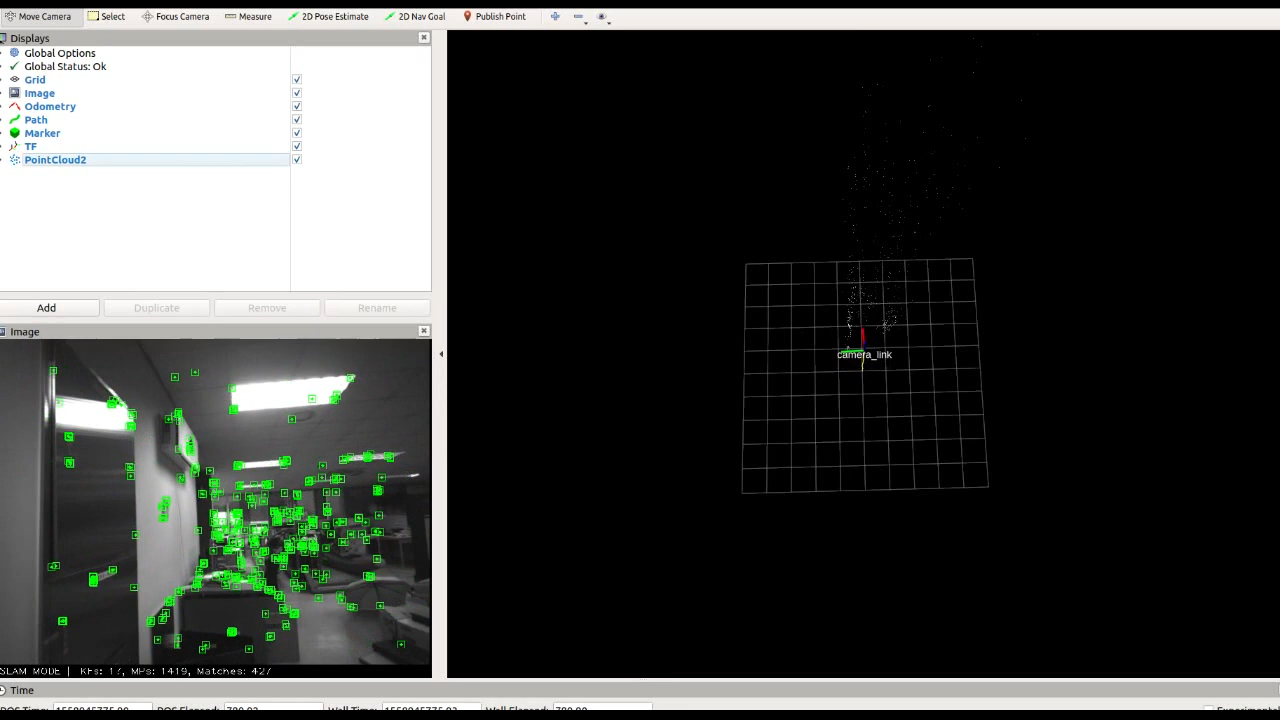 Move Camera Select Focus Camera Measure 2D Pose Estimate 2D Nav Goal Publish Point
Displays
Global Options
Global Status: Ok
Grid
Image
Odometry
Path
Marker
TF
PointCloud2
Add Duplicate Remove Rename
Image
camera_link
SLAM MODE | KFs: 17, MPs: 1419, Matches: 427
Time